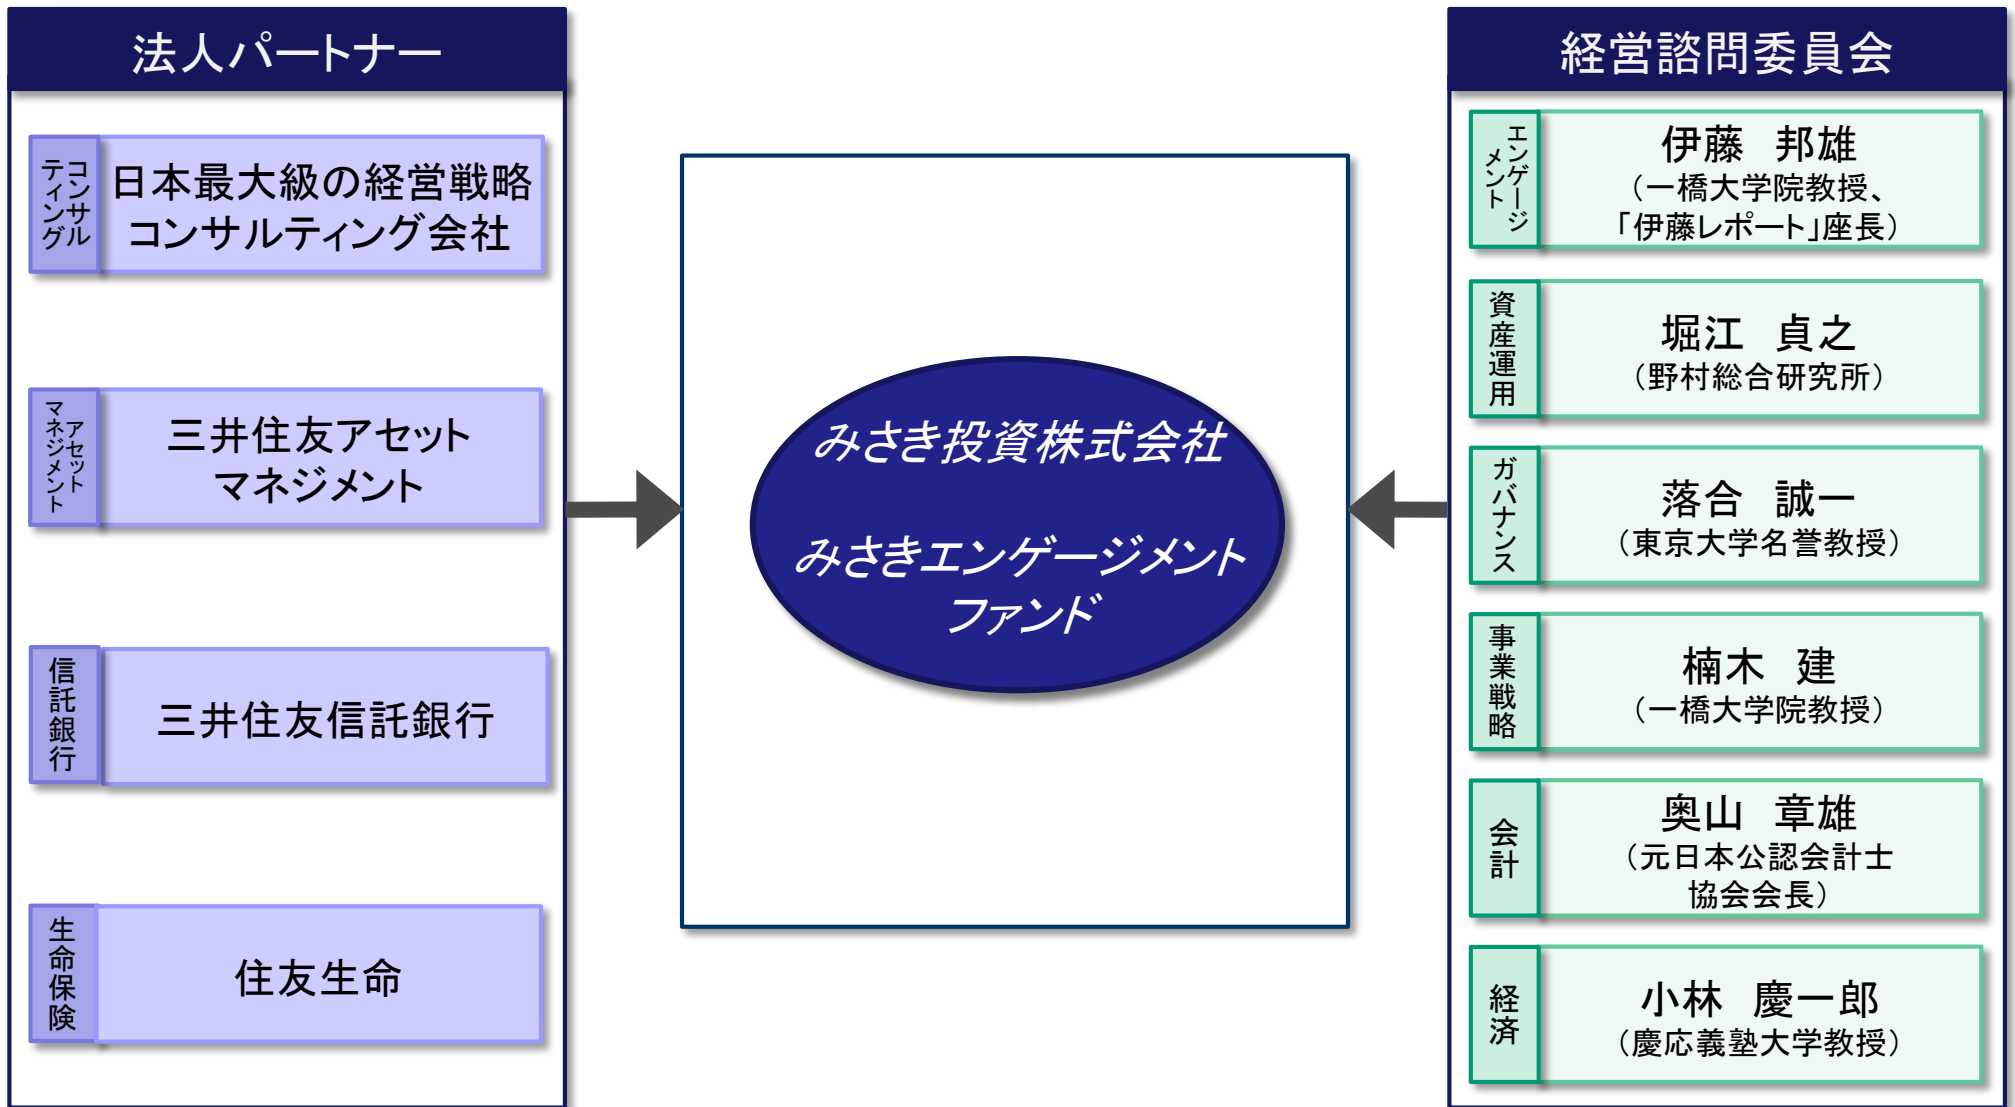 法人パートナー
コンサル
ティング
日本最大級の経営戦略
コンサルティング会社
アセット
マネジメント
三井住友アセット
マネジメント
信託銀行
三井住友信託銀行
生命保険
住友生命
みさき投資株式会社
みさきエンゲージメント
ファンド
経営諮問委員会
エンゲージ
メント
伊藤　邦雄
（一橋大学院教授、
「伊藤レポート」座長）
資産運用
堀江　貞之
（野村総合研究所）
ガバナンス
落合　誠一
（東京大学名誉教授）
事業戦略
楠木　建
（一橋大学院教授）
会計
奥山　章雄
（元日本公認会計士
協会会長）
経済
小林　慶一郎
（慶応義塾大学教授）